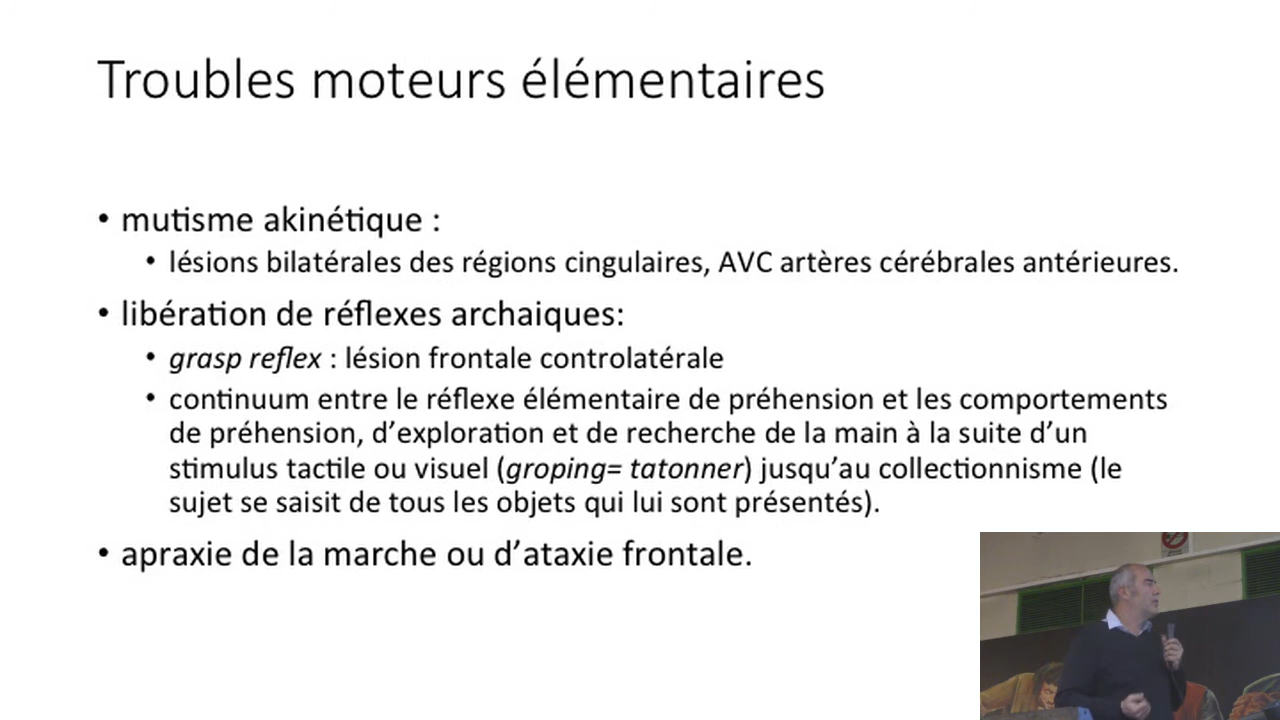 Troubles moteurs élémentaires
• mutisme akinétique :
• lésions bilatérales des régions cingulaires, AVC artères cérébrales antérieures.
• libération de réflexes archaiques:
• grasp reflex : lésion frontale controlatérale
• continuum entre le réflexe élémentaire de préhension et les comportements
de préhension, d’exploration et de recherche de la main à la suite d’un
stimulus tactile ou visuel (groping= tatonner) jusqu’au collectionnisme (le
sujet se saisit de tous les objets qui lui sont présentés).
• apraxie de la marche ou d’ataxie frontale.